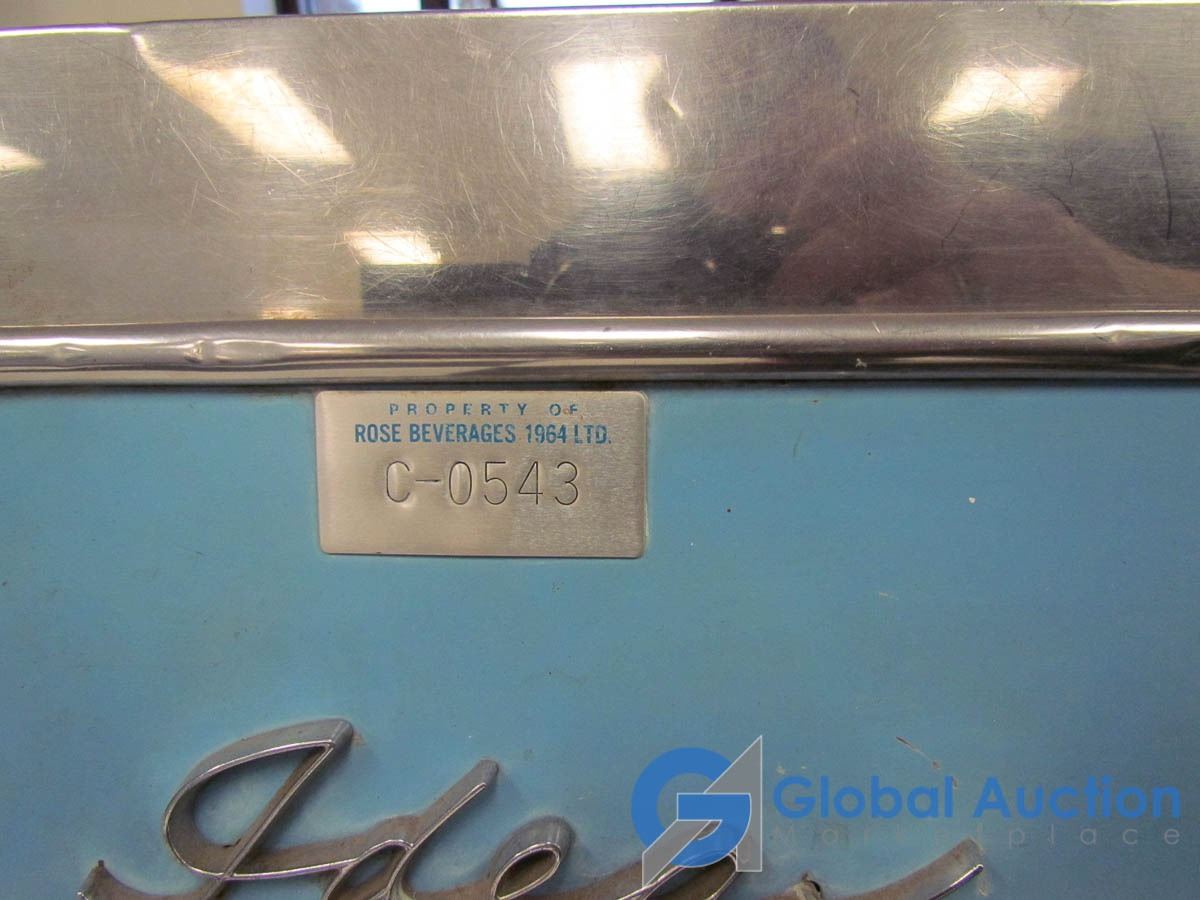 PROPERTY OF
ROSE BEVERAGES 1964 LTD.
C-0543
Global Auction
Marketplace